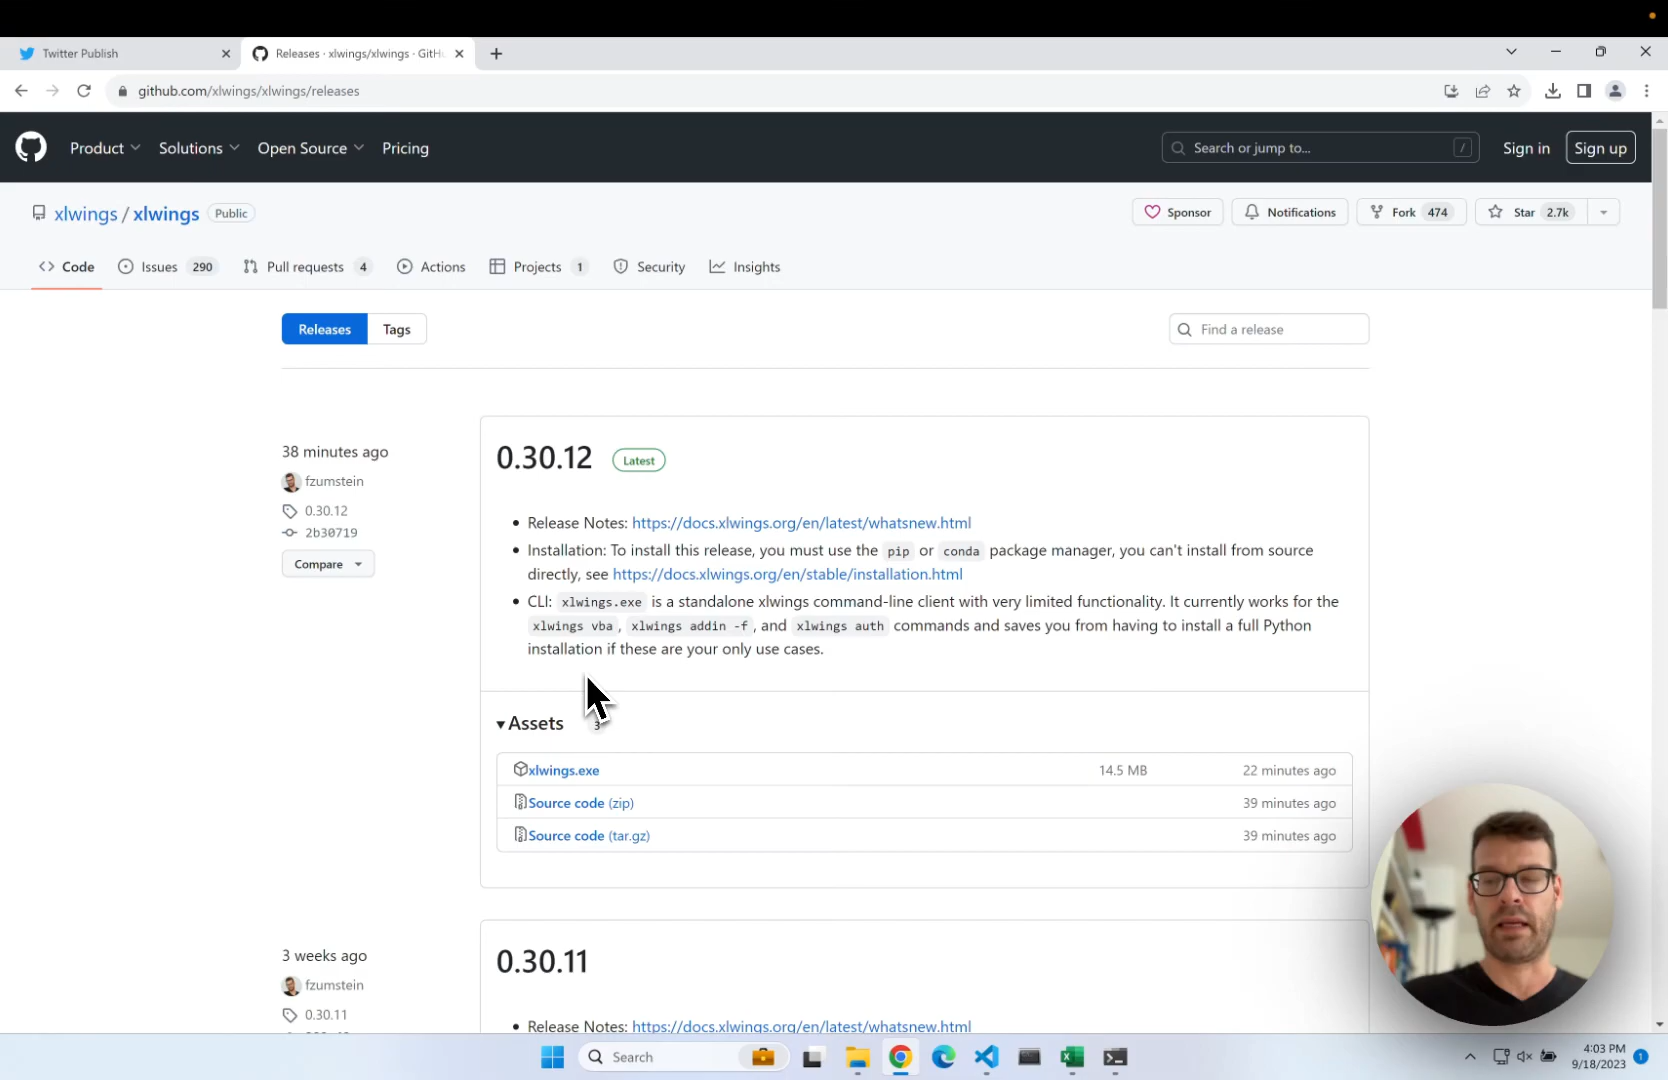 Twitter Publish
Releases · xlwings/xlwings · GitH
github.com/xlwings/xlwings/releases
Product
Solutions
Open Source
Pricing
Search or jump to...
/
Sign in
Sign up
xlwings / xlwings
Public
Sponsor
Notifications
Fork 474
Star 2.7k
Code
Issues 290
Pull requests 4
Actions
Projects 1
Security
Insights
Releases
Tags
Find a release
38 minutes ago
fzumstein
0.30.12
2b30719
Compare
0.30.12 Latest
Release Notes: https://docs.xlwings.org/en/latest/whatsnew.html
Installation: To install this release, you must use the pip or conda package manager, you can't install from source
directly, see https://docs.xlwings.org/en/stable/installation.html
CLI: xlwings.exe is a standalone xlwings command-line client with very limited functionality. It currently works for the
xlwings vba, xlwings addin -f, and xlwings auth commands and saves you from having to install a full Python
installation if these are your only use cases.
Assets 3
xlwings.exe 14.5 MB 22 minutes ago
Source code (zip) 39 minutes ago
Source code (tar.gz) 39 minutes ago
3 weeks ago
fzumstein
0.30.11
0.30.11
Release Notes: https://docs.xlwings.org/en/latest/whatsnew.html
Search
4:03 PM
9/18/2023
1